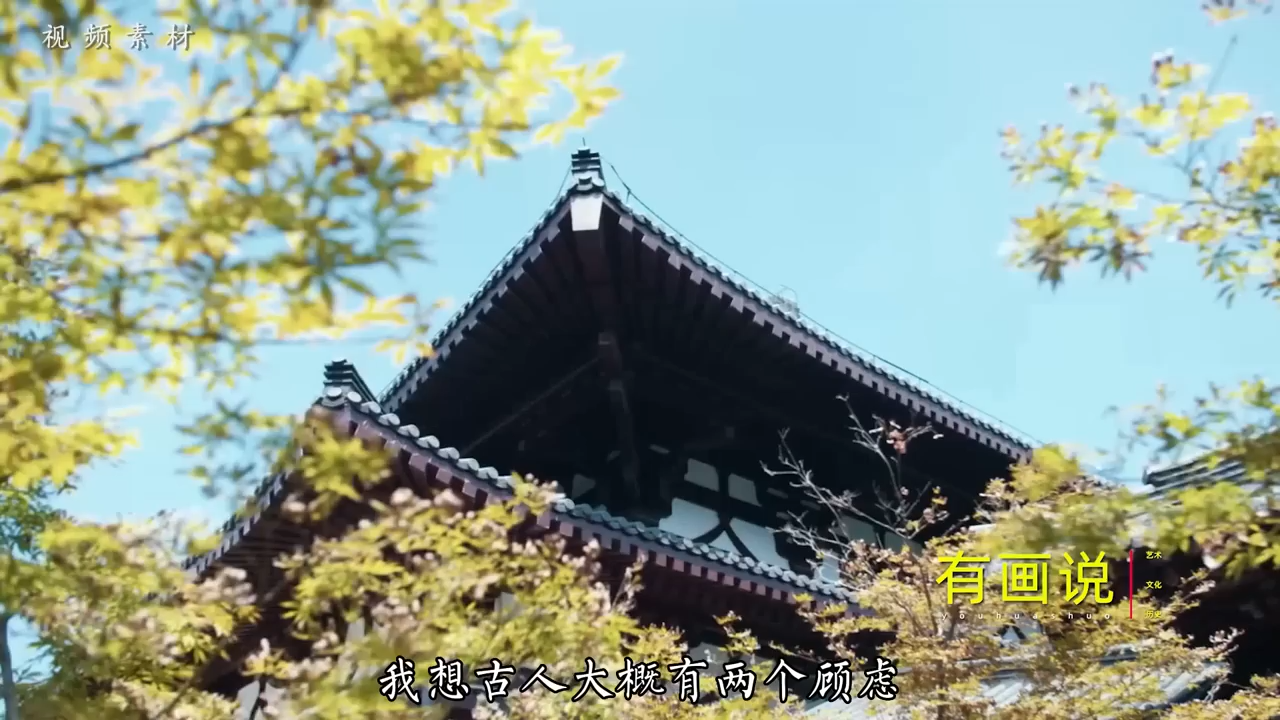 视频素材
有画说
艺术
文化
历史
youhuashuo
我想古人大概有两个顾虑